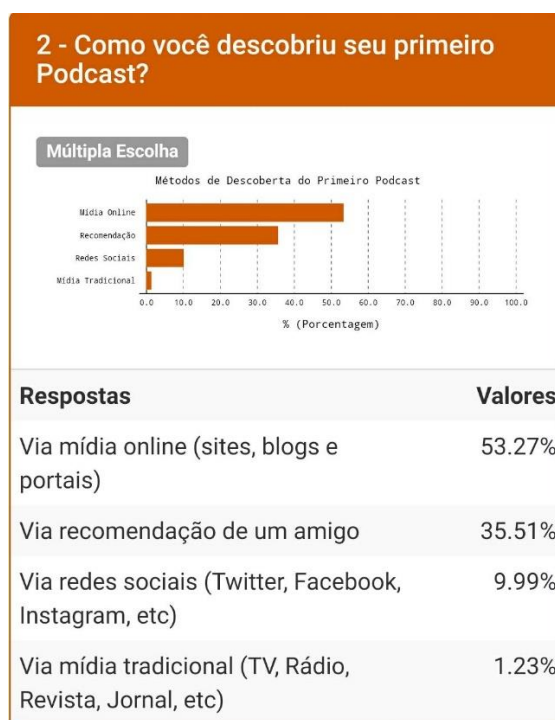 2 - Como você descobriu seu primeiro
Podcast?
Múltipla Escolha
Métodos de Descoberta do Primeiro Podcast
Mídia Online
Recomendação
Redes Sociais
Mídia Tradicional
0.0 10.0 20.0 30.0 40.0 50.0 60.0 70.0 80.0 90.0 100.0
% (Porcentagem)
Respostas Valores
Via mídia online (sites, blogs e 53.27%
portais)
Via recomendação de um amigo 35.51%
Via redes sociais (Twitter, Facebook, 9.99%
Instagram, etc)
Via mídia tradicional (TV, Rádio, 1.23%
Revista, Jornal, etc)